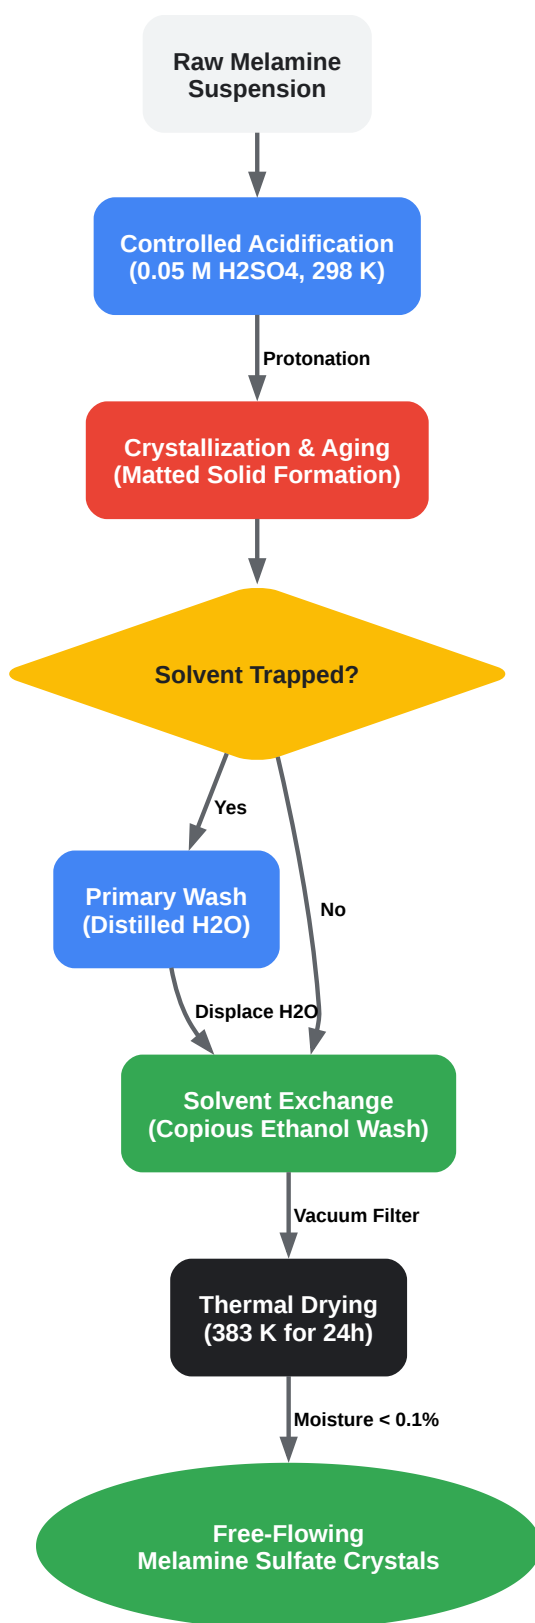 Raw Melamine
Suspension
Controlled Acidification
(0.05 M H2SO4, 298 K)
Protonation
Crystallization & Aging
(Matted Solid Formation)
Solvent Trapped?
Yes
Primary Wash
(Distilled H2O)
No
Displace H2O
Solvent Exchange
(Copious Ethanol Wash)
Vacuum Filter
Thermal Drying
(383 K for 24h)
Moisture < 0.1%
Free-Flowing
Melamine Sulfate Crystals